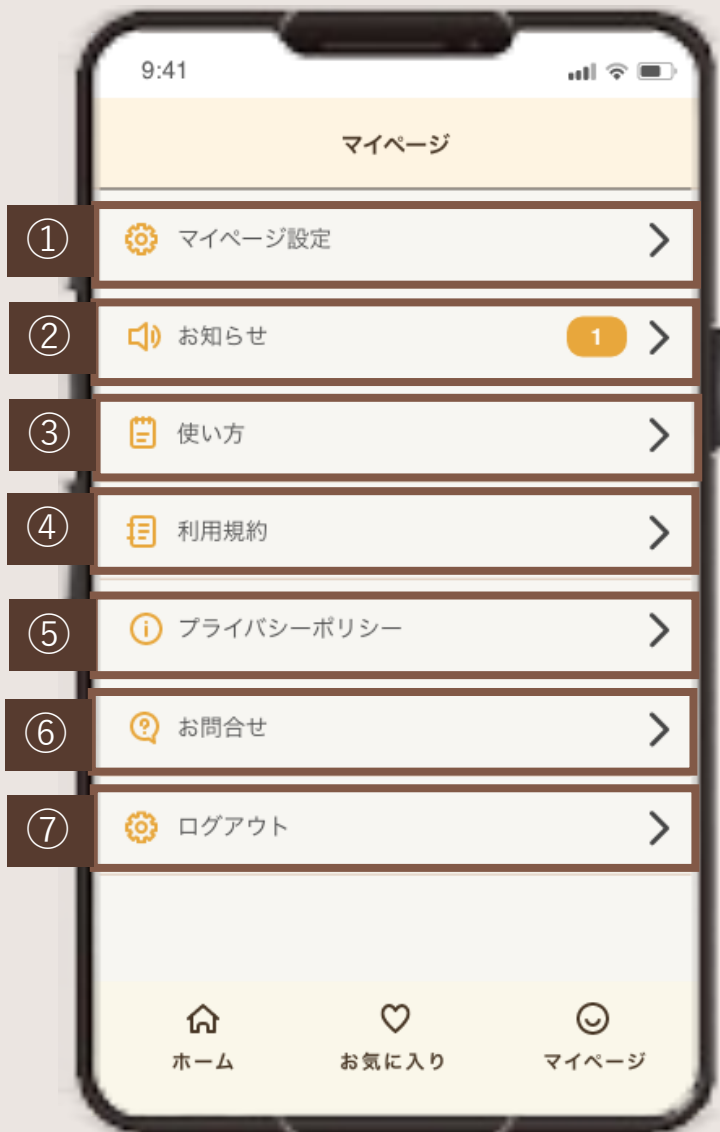 9:41
マイページ
① マイページ設定
② お知らせ 1
③ 使い方
④ 利用規約
⑤ プライバシーポリシー
⑥ お問合せ
⑦ ログアウト
ホーム お気に入り マイページ